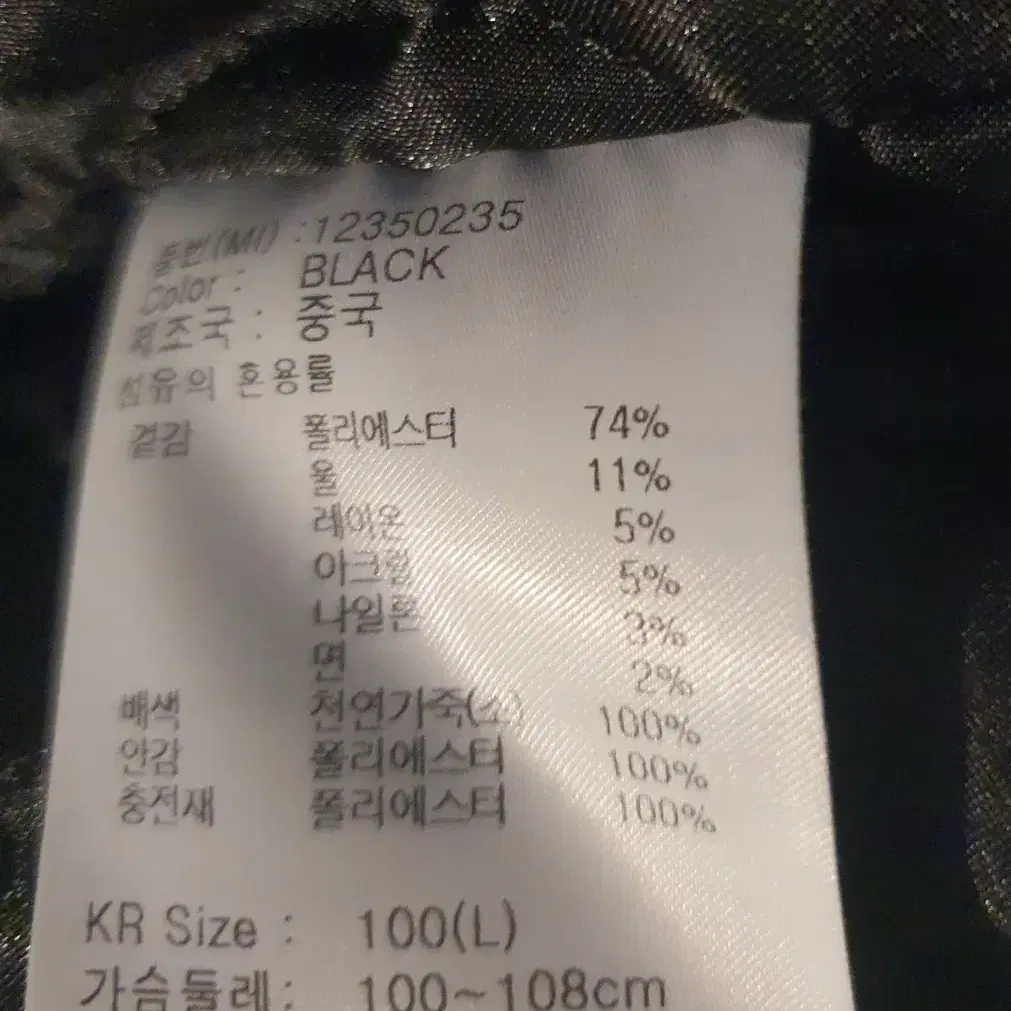 품번(MI) :12350235
Color : BLACK
제조국 : 중국
섬유의 혼용률
겉감 폴리에스터 74%
울 11%
레이온 5%
아크릴 5%
나일론 3%
면 2%
배색 천연가죽(소) 100%
안감 폴리에스터 100%
충전재 폴리에스터 100%
KR Size : 100(L)
가슴둘레 : 100~108cm